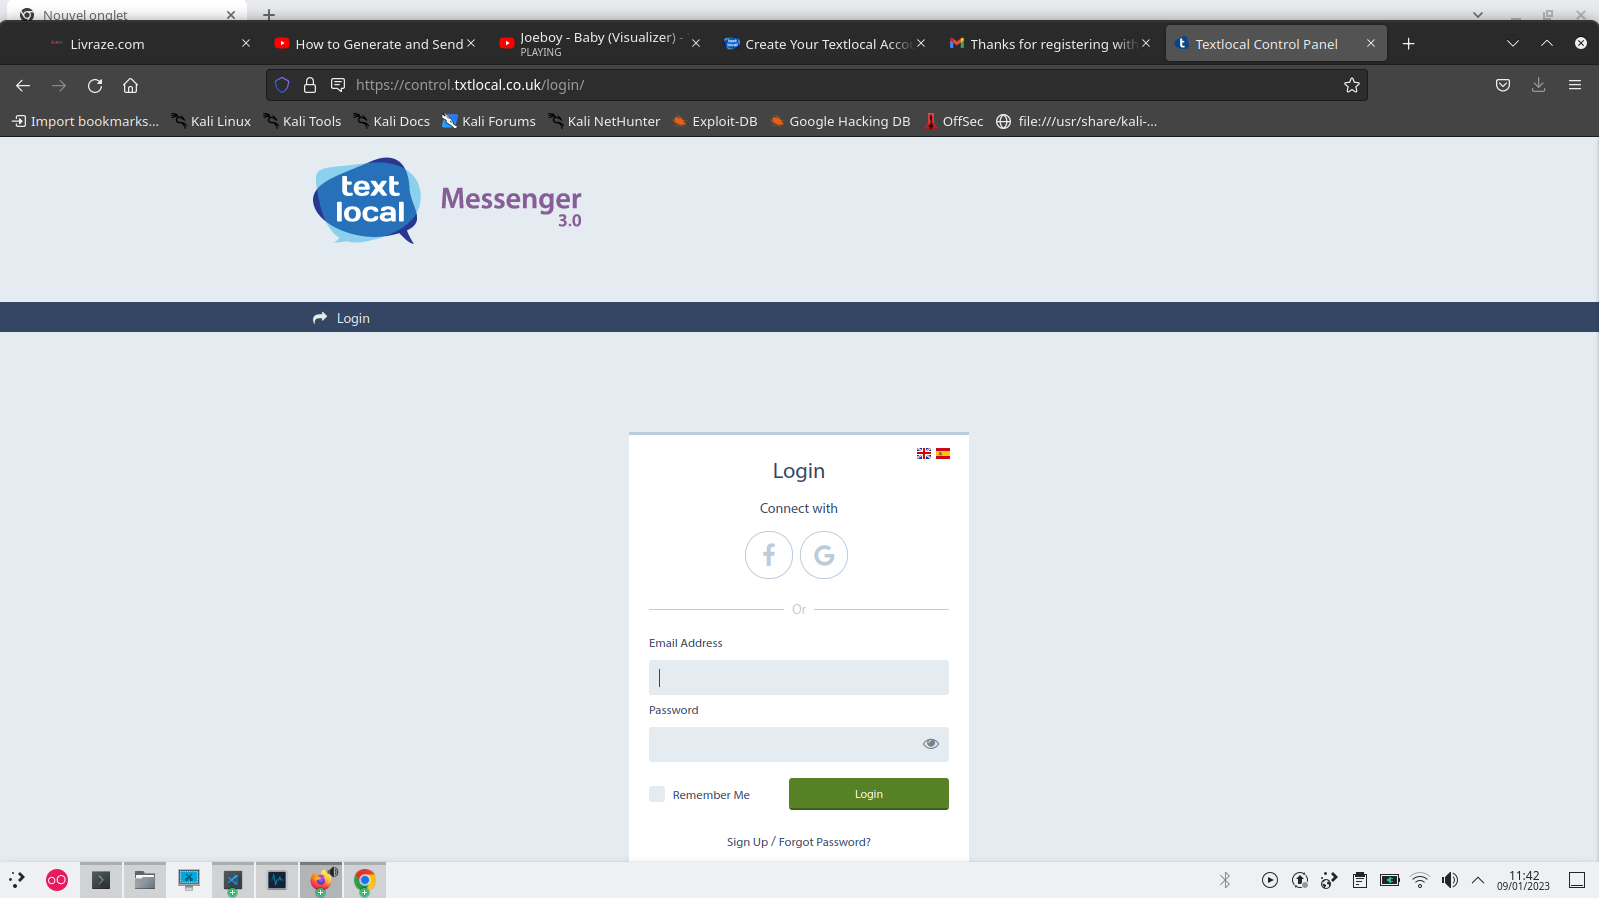 Nouvel onglet
Livraze.com
How to Generate and Send
Joeboy - Baby (Visualizer) -
PLAYING
Create Your Textlocal Acco
Thanks for registering with
Textlocal Control Panel
https://control.txtlocal.co.uk/login/
Import bookmarks...
Kali Linux
Kali Tools
Kali Docs
Kali Forums
Kali NetHunter
Exploit-DB
Google Hacking DB
OffSec
file:///usr/share/kali-...
text
local
Messenger
3.0
Login
Login
Connect with
Or
Email Address
Password
Remember Me
Login
Sign Up / Forgot Password?
11:42
09/01/2023